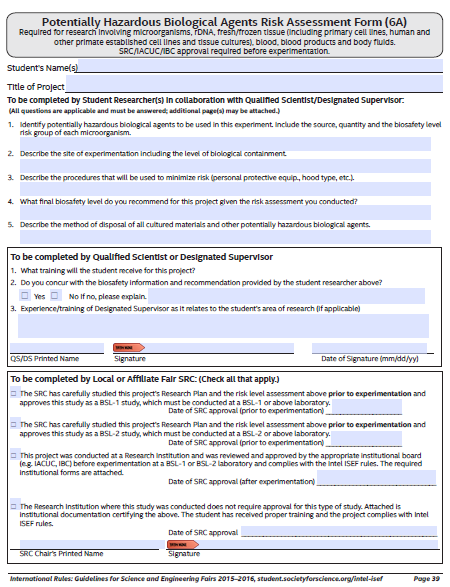 Potentially Hazardous Biological Agents Risk Assessment Form (6A)
Required for research involving microorganisms, rDNA, fresh/frozen tissue (including primary cell lines, human and
other primate established cell lines and tissue cultures), blood, blood products and body fluids.
SRC/IACUC/IBC approval required before experimentation.
Student's Name(s)
Title of Project
To be completed by Student Researcher(s) in collaboration with Qualified Scientist/Designated Supervisor:
(All questions are applicable and must be answered; additional page(s) may be attached.)
1. Identify potentially hazardous biological agents to be used in this experiment. Include the source, quantity and the biosafety level
risk group of each microorganism.
2. Describe the site of experimentation including the level of biological containment.
3. Describe the procedures that will be used to minimize risk (personal protective equip., hood type, etc.).
4. What final biosafety level do you recommend for this project given the risk assessment you conducted?
5. Describe the method of disposal of all cultured materials and other potentially hazardous biological agents.
To be completed by Qualified Scientist or Designated Supervisor
1. What training will the student receive for this project?
2. Do you concur with the biosafety information and recommendation provided by the student researcher above?
Yes No If no, please explain.
3. Experience/training of Designated Supervisor as it relates to the student's area of research (if applicable)
QS/DS Printed Name Signature Date of Signature (mm/dd/yy)
To be completed by Local or Affiliate Fair SRC: (Check all that apply.)
The SRC has carefully studied this project's Research Plan and the risk level assessment above prior to experimentation and
approves this study as a BSL-1 study, which must be conducted at a BSL-1 or above laboratory.
Date of SRC approval (prior to experimentation)
The SRC has carefully studied this project's Research Plan and the risk level assessment above prior to experimentation and
approves this study as a BSL-2 study, which must be conducted at a BSL-2 or above laboratory.
Date of SRC approval (prior to experimentation)
This project was conducted at a Research Institution and was reviewed and approved by the appropriate institutional board
(e.g. IACUC, IBC) before experimentation at a BSL-1 or BSL-2 laboratory and complies with the Intel ISEF rules. The required
institutional forms are attached.
Date of SRC approval (after experimentation)
The Research Institution where this study was conducted does not require approval for this type of study. Attached is
institutional documentation certifying the above. The student has received proper training and the project complies with Intel
ISEF rules.
Date of SRC approval
SRC Chair's Printed Name Signature
International Rules: Guidelines for Science and Engineering Fairs 2015–2016, student.societyforscience.org/intel-isef Page 39